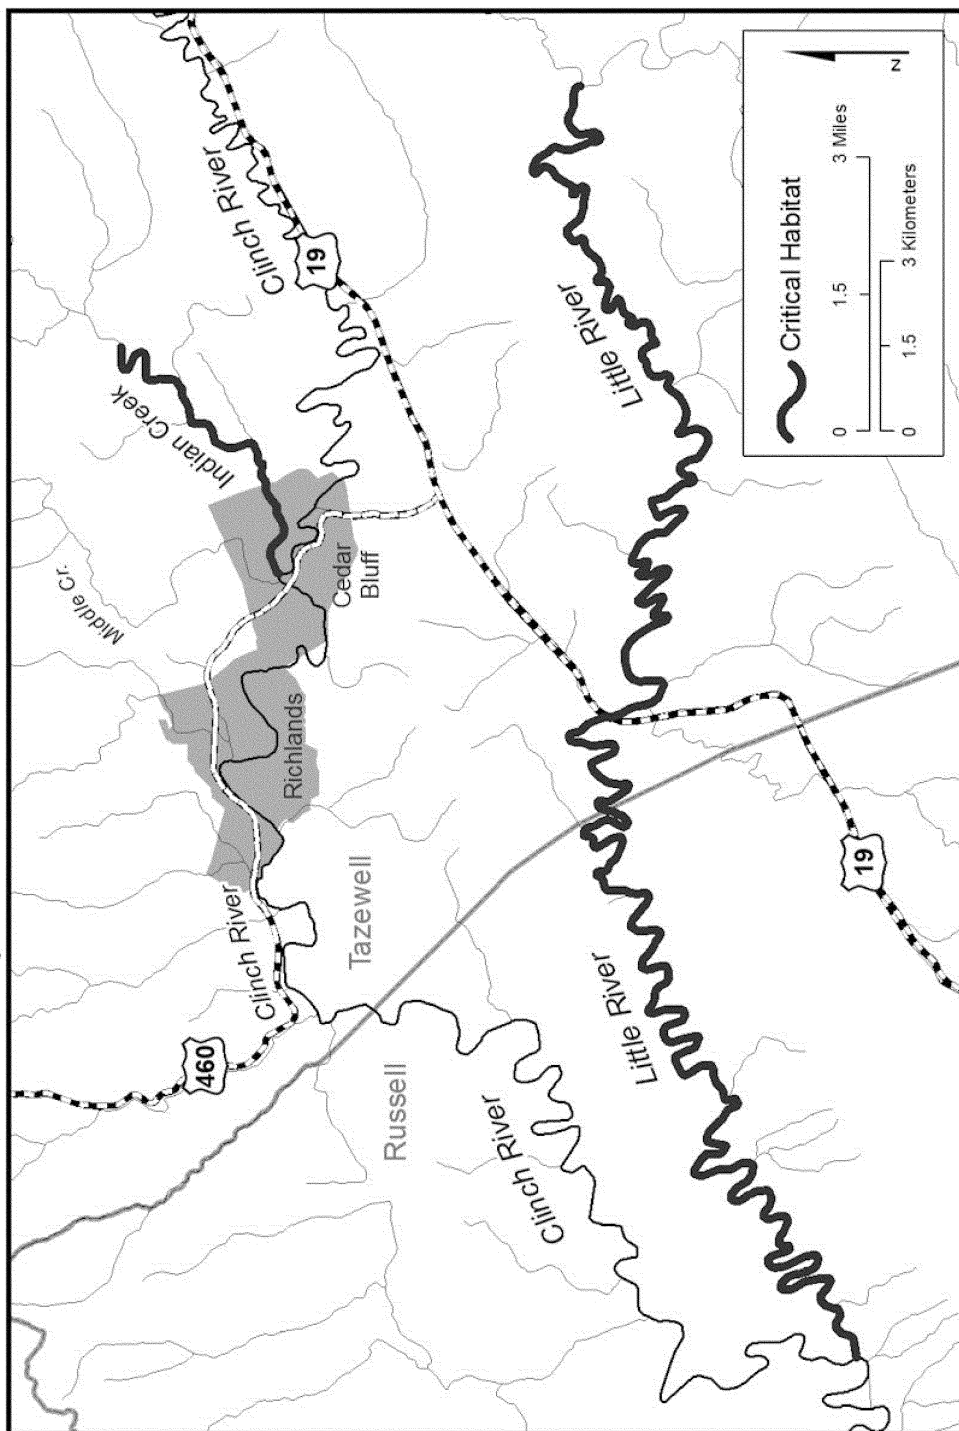 Clinch River
19
Indian Creek
Middle Cr.
Cedar
Bluff
Richlands
Clinch River
460
Tazewell
Russell
Clinch River
Little River
Little River
19
Critical Habitat
0 1.5 3 Miles
0 1.5 3 Kilometers
N